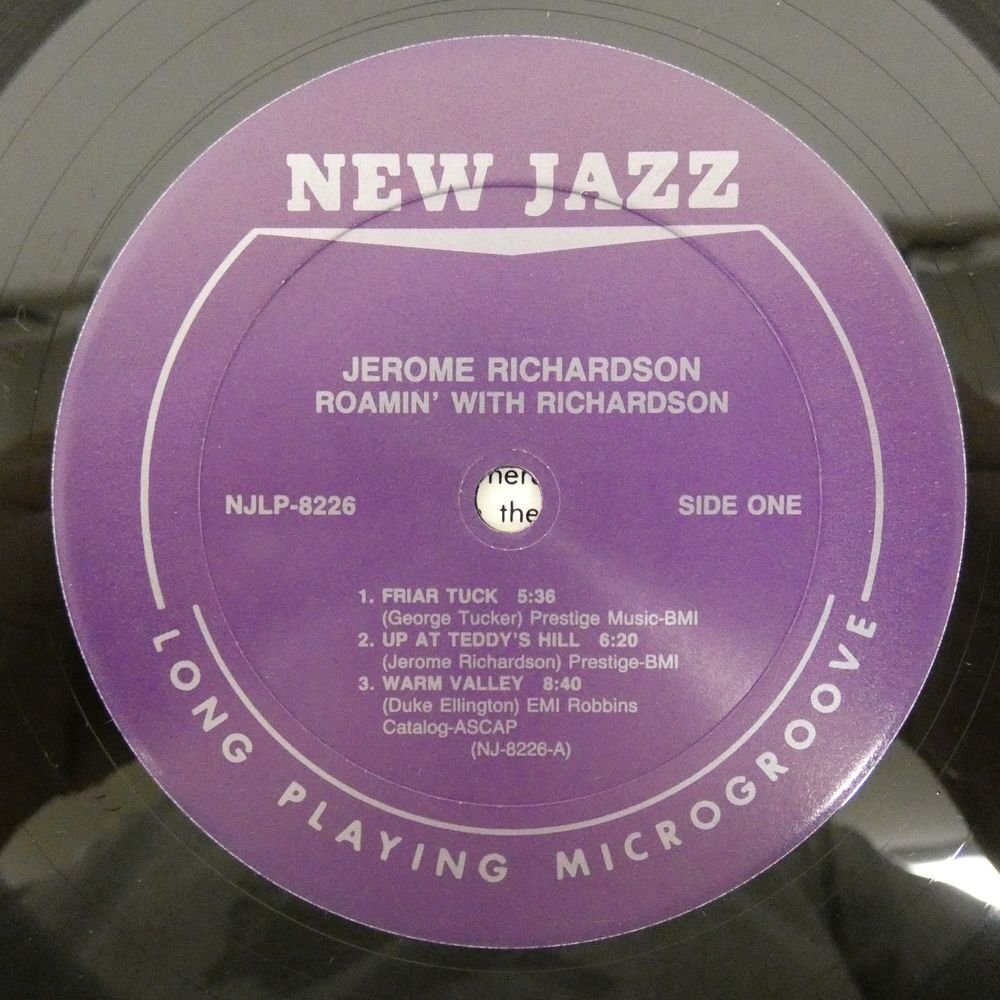 NEW JAZZ
JEROME RICHARDSON
ROAMIN' WITH RICHARDSON
NJLP-8226
SIDE ONE
the
1. FRIAR TUCK 5:36
(George Tucker) Prestige Music-BMI
2. UP AT TEDDY'S HILL 6:20
(Jerome Richardson) Prestige-BMI
3. WARM VALLEY 8:40
(Duke Ellington) EMI Robbins
Catalog-ASCAP
(NJ-8226-A)
LONG PLAYING MICROGROOVE